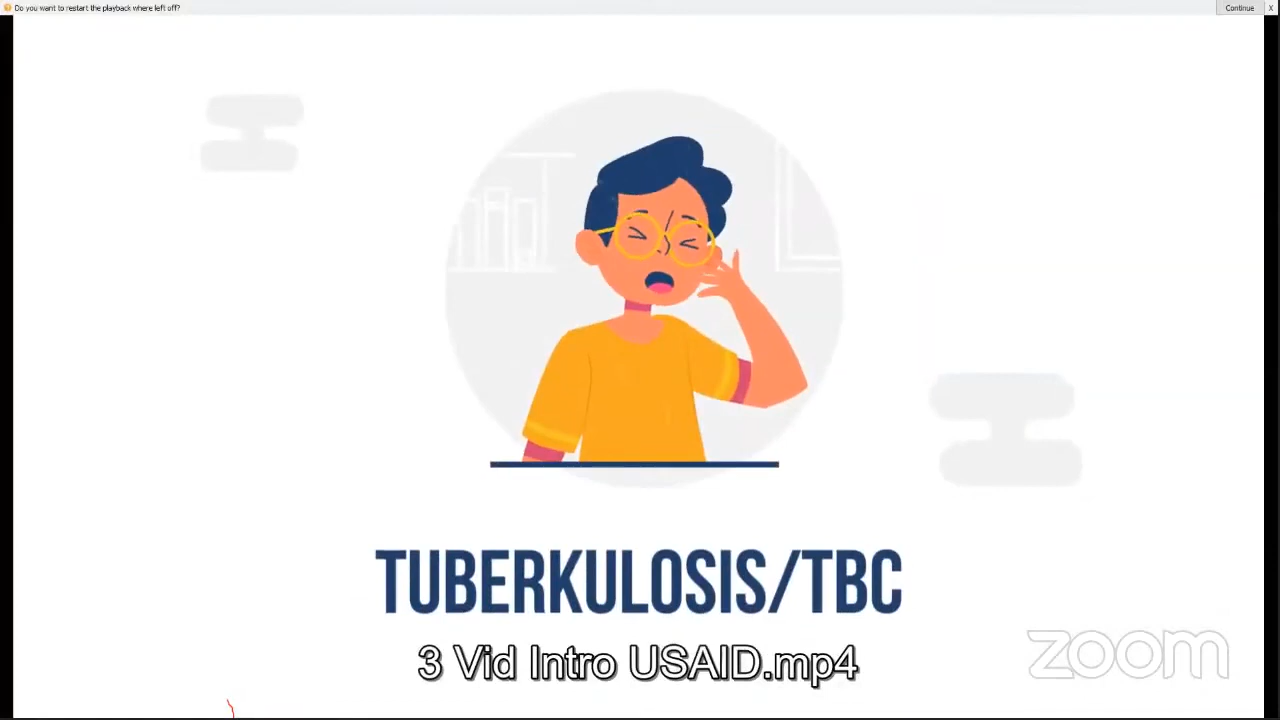 Do you want to restart the playback where left off?
Continue
X
TUBERKULOSIS/TBC
3 Vid Intro USAID.mp4
zoom